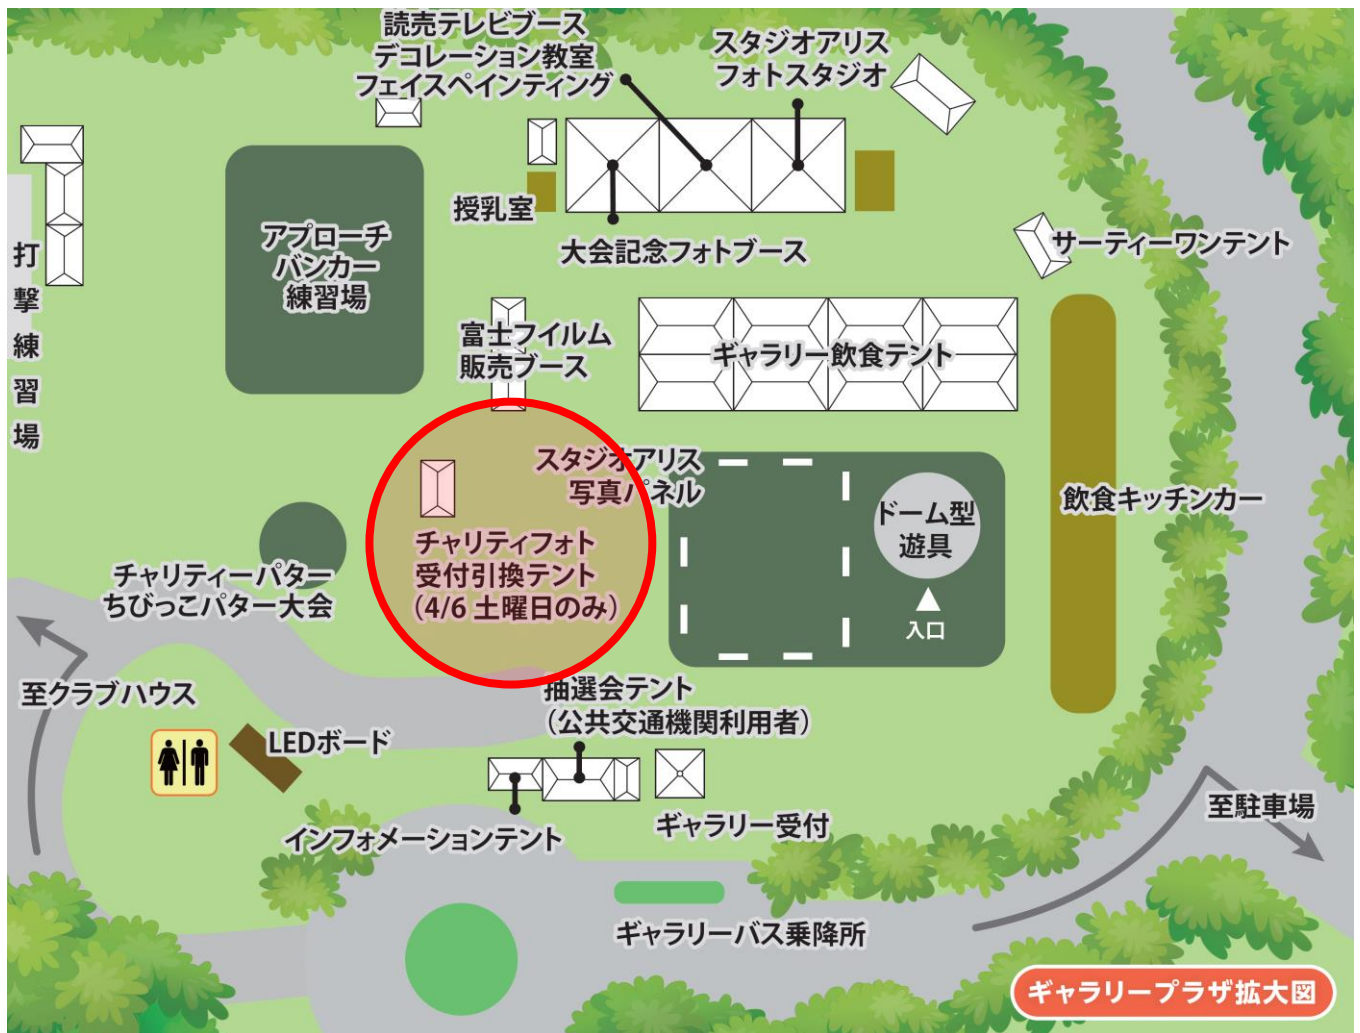 読売テレビブース
デコレーション教室
フェイスペインティング
スタジオアリス
フォトスタジオ
授乳室
大会記念フォトブース
サーティーワンテント
アプローチ
バンカー
練習場
打撃練習場
富士フイルム
販売ブース
ギャラリー飲食テント
スタジオアリス
写真パネル
ドーム型
遊具
入口
飲食キッチンカー
チャリティフォト
受付引換テント
(4/6 土曜日のみ)
チャリティーパター
ちびっこパター大会
至クラブハウス
LEDボード
抽選会テント
(公共交通機関利用者)
インフォメーションテント
ギャラリー受付
至駐車場
ギャラリーバス乗降所
ギャラリープラザ拡大図